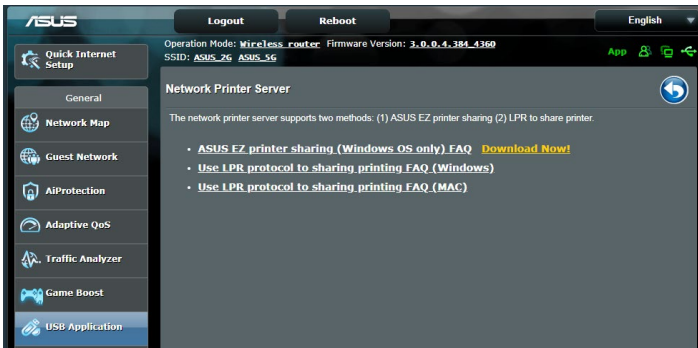 ASUS
Logout
Reboot
English
Quick Internet
Setup
Operation Mode: Wireless router Firmware Version: 3.0.0.4.384_4360
SSID: ASUS_2G ASUS_5G
App
General
Network Map
Guest Network
AiProtection
Adaptive QoS
Traffic Analyzer
Game Boost
USB Application
Network Printer Server
The network printer server supports two methods: (1) ASUS EZ printer sharing (2) LPR to share printer.
ASUS EZ printer sharing (Windows OS only) FAQ Download Now!
Use LPR protocol to sharing printing FAQ (Windows)
Use LPR protocol to sharing printing FAQ (MAC)